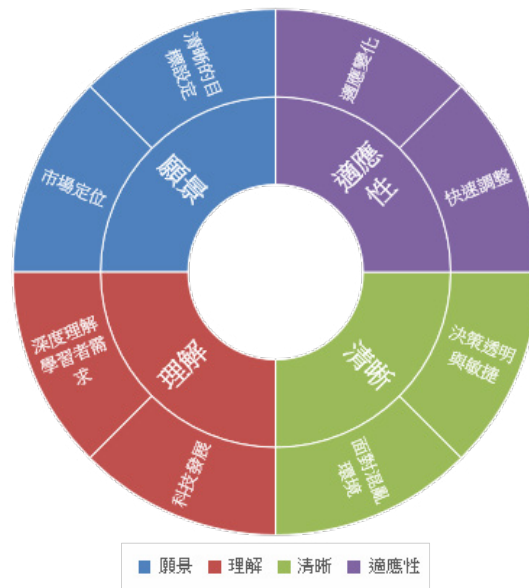 清晰的目
標設定
適應變化
市場定位
願景
適應
性
快速調整
深度理解
學習者需
求
理解
清晰
決策透明
與敏捷
科技發展
面對混亂
環境
願景
理解
清晰
適應性